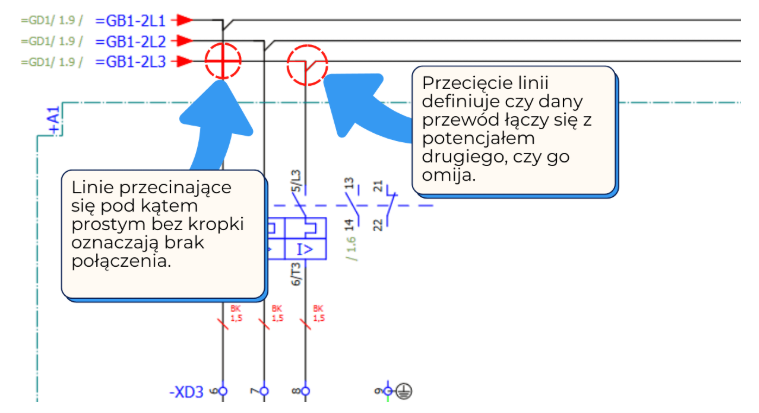 =GD1/ 1.9 / =GB1-2L1
=GD1/ 1.9 / =GB1-2L2
=GD1/ 1.9 / =GB1-2L3
+A1
Przecięcie linii
definiuje czy dany
przewód łączy się z
potencjałem
drugiego, czy go
omija.
Linie przecinające
się pod kątem
prostym bez kropki
oznaczają brak
połączenia.
5/L3
13
21
14
22
I>
/ 1.6
6/T3
BK
1,5
BK
1,5
BK
1,5
-XD3
6
7
8
9